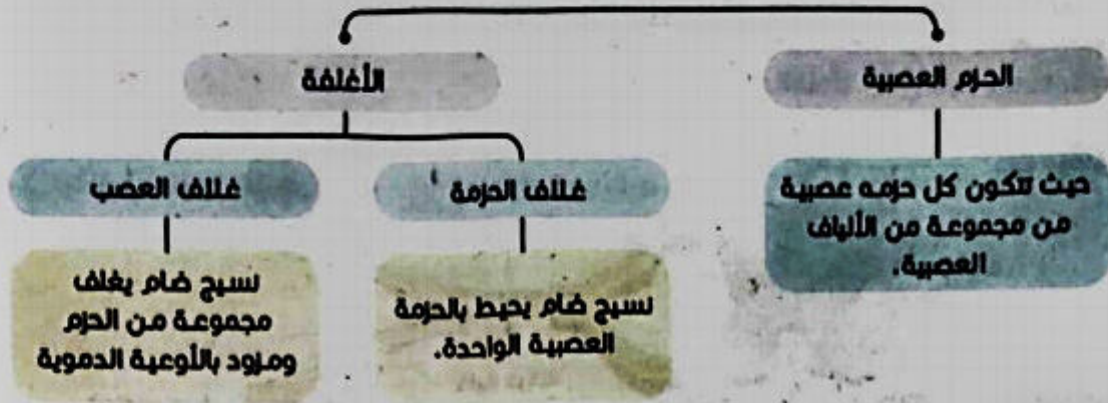 الحزم العصبية
الأغلفة
حيث تتكون كل حزمه عصبية
من مجموعة من الألياف
العصبية.
غلاف الحزمة
غلاف العصب
نسيج ضام يحيط بالحزمة
العصبية الواحدة.
نسيج ضام يغلف
مجموعة من الحزم
ومزود بالأوعية الدموية